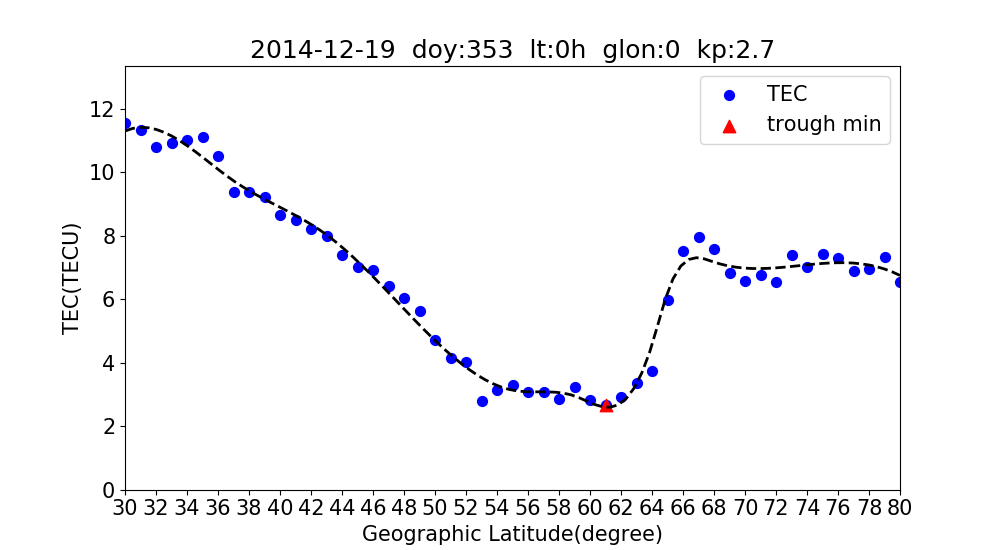 2014-12-19 doy:353 lt:0h glon:0 kp:2.7
TEC
trough min
TEC(TECU)
12
10
8
6
4
2
0
30 32 34 36 38 40 42 44 46 48 50 52 54 56 58 60 62 64 66 68 70 72 74 76 78 80
Geographic Latitude(degree)